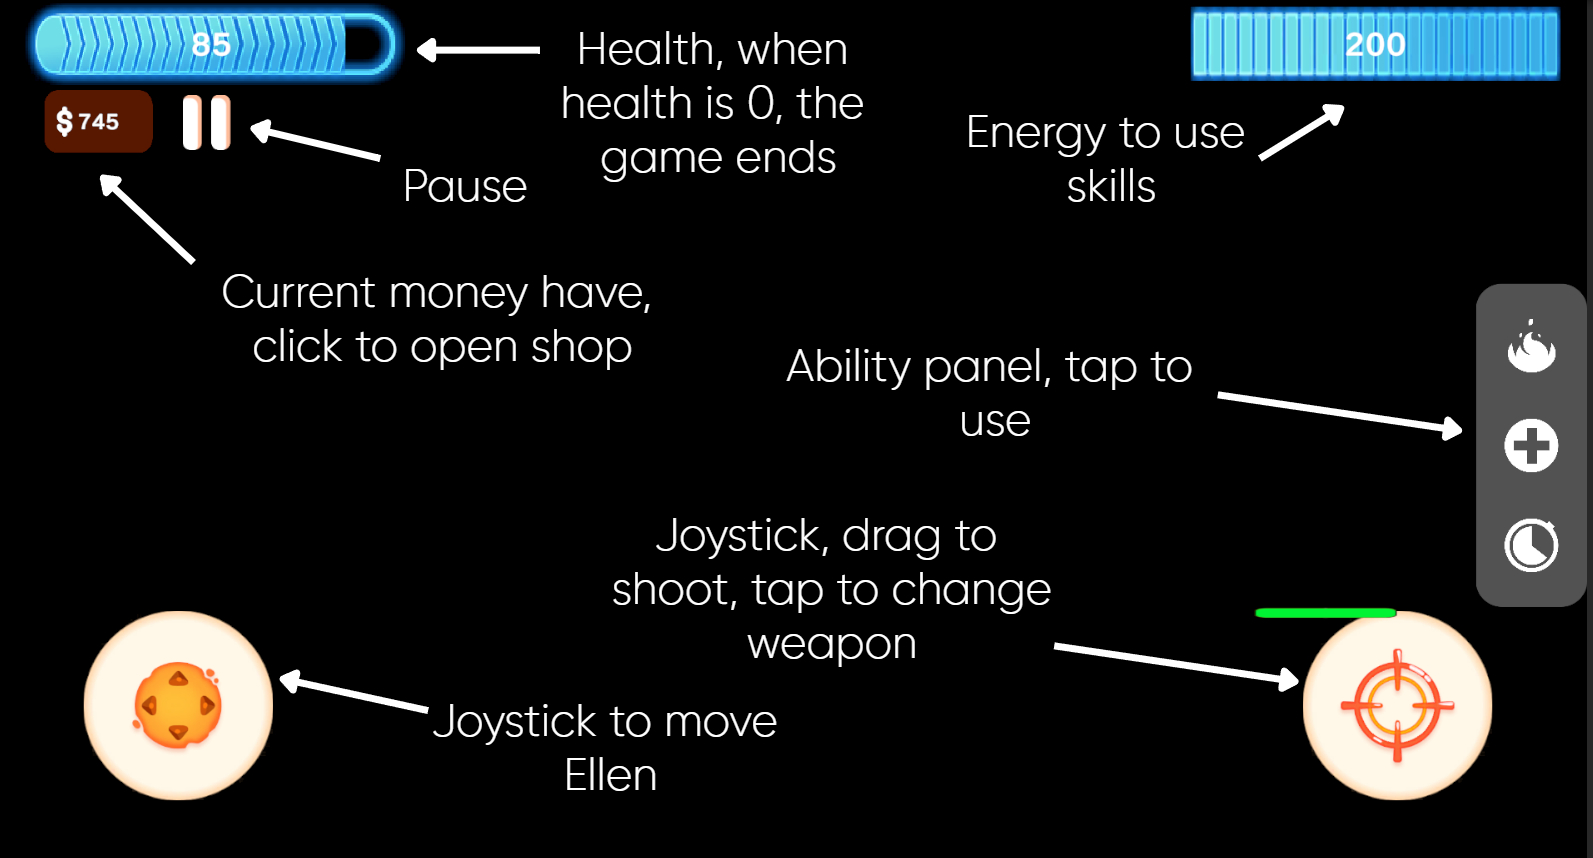 85
Health, when
health is 0, the
game ends
200
$ 745
Energy to use
skills
Pause
Current money have,
click to open shop
Ability panel, tap to
use
Joystick, drag to
shoot, tap to change
weapon
Joystick to move
Ellen